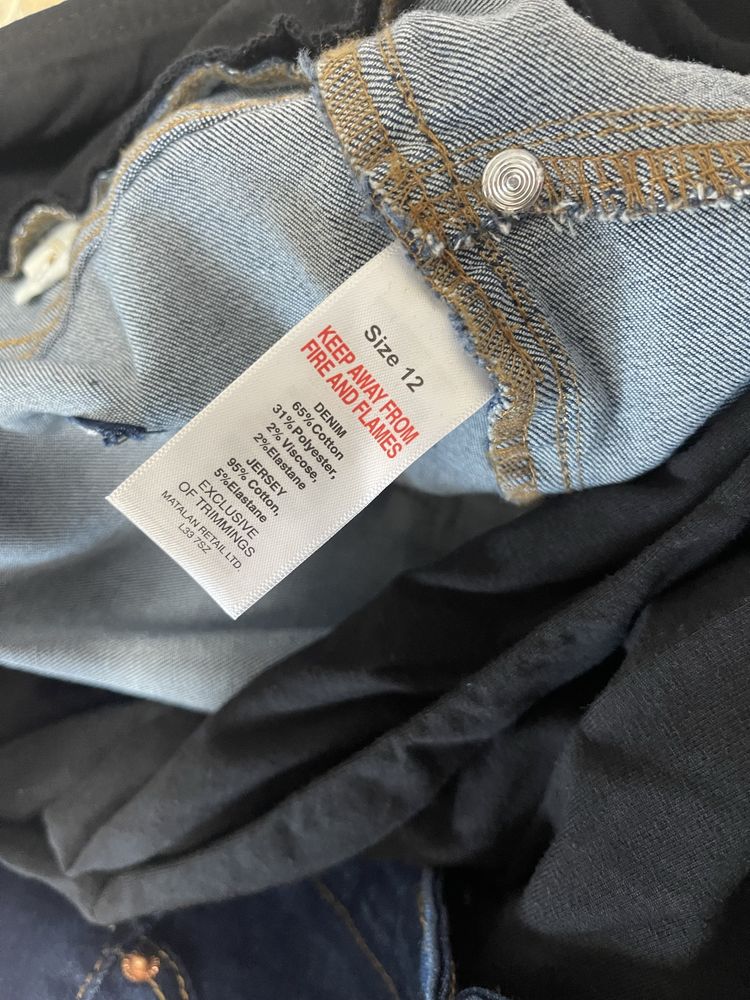 Size 12
KEEP AWAY FROM
FIRE AND FLAMES
DENIM
65%Cotton
31%Polyester,
2% Viscose,
2%Elastane
JERSEY
95% Cotton,
5%Elastane
EXCLUSIVE
OF TRIMMINGS
MATALAN RETAIL LTD.
L33 7SZ